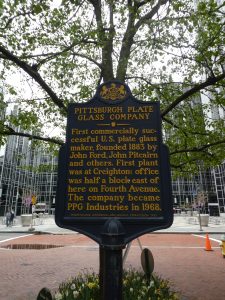 PITTSBURGH PLATE
GLASS COMPANY
First commercially suc-
cessful U.S. plate glass
maker, founded 1883 by
John Ford, John Pitcairn
and others. First plant
was at Creighton; office
was half a block east of
here on Fourth Avenue.
The company became
PPG Industries in 1968.